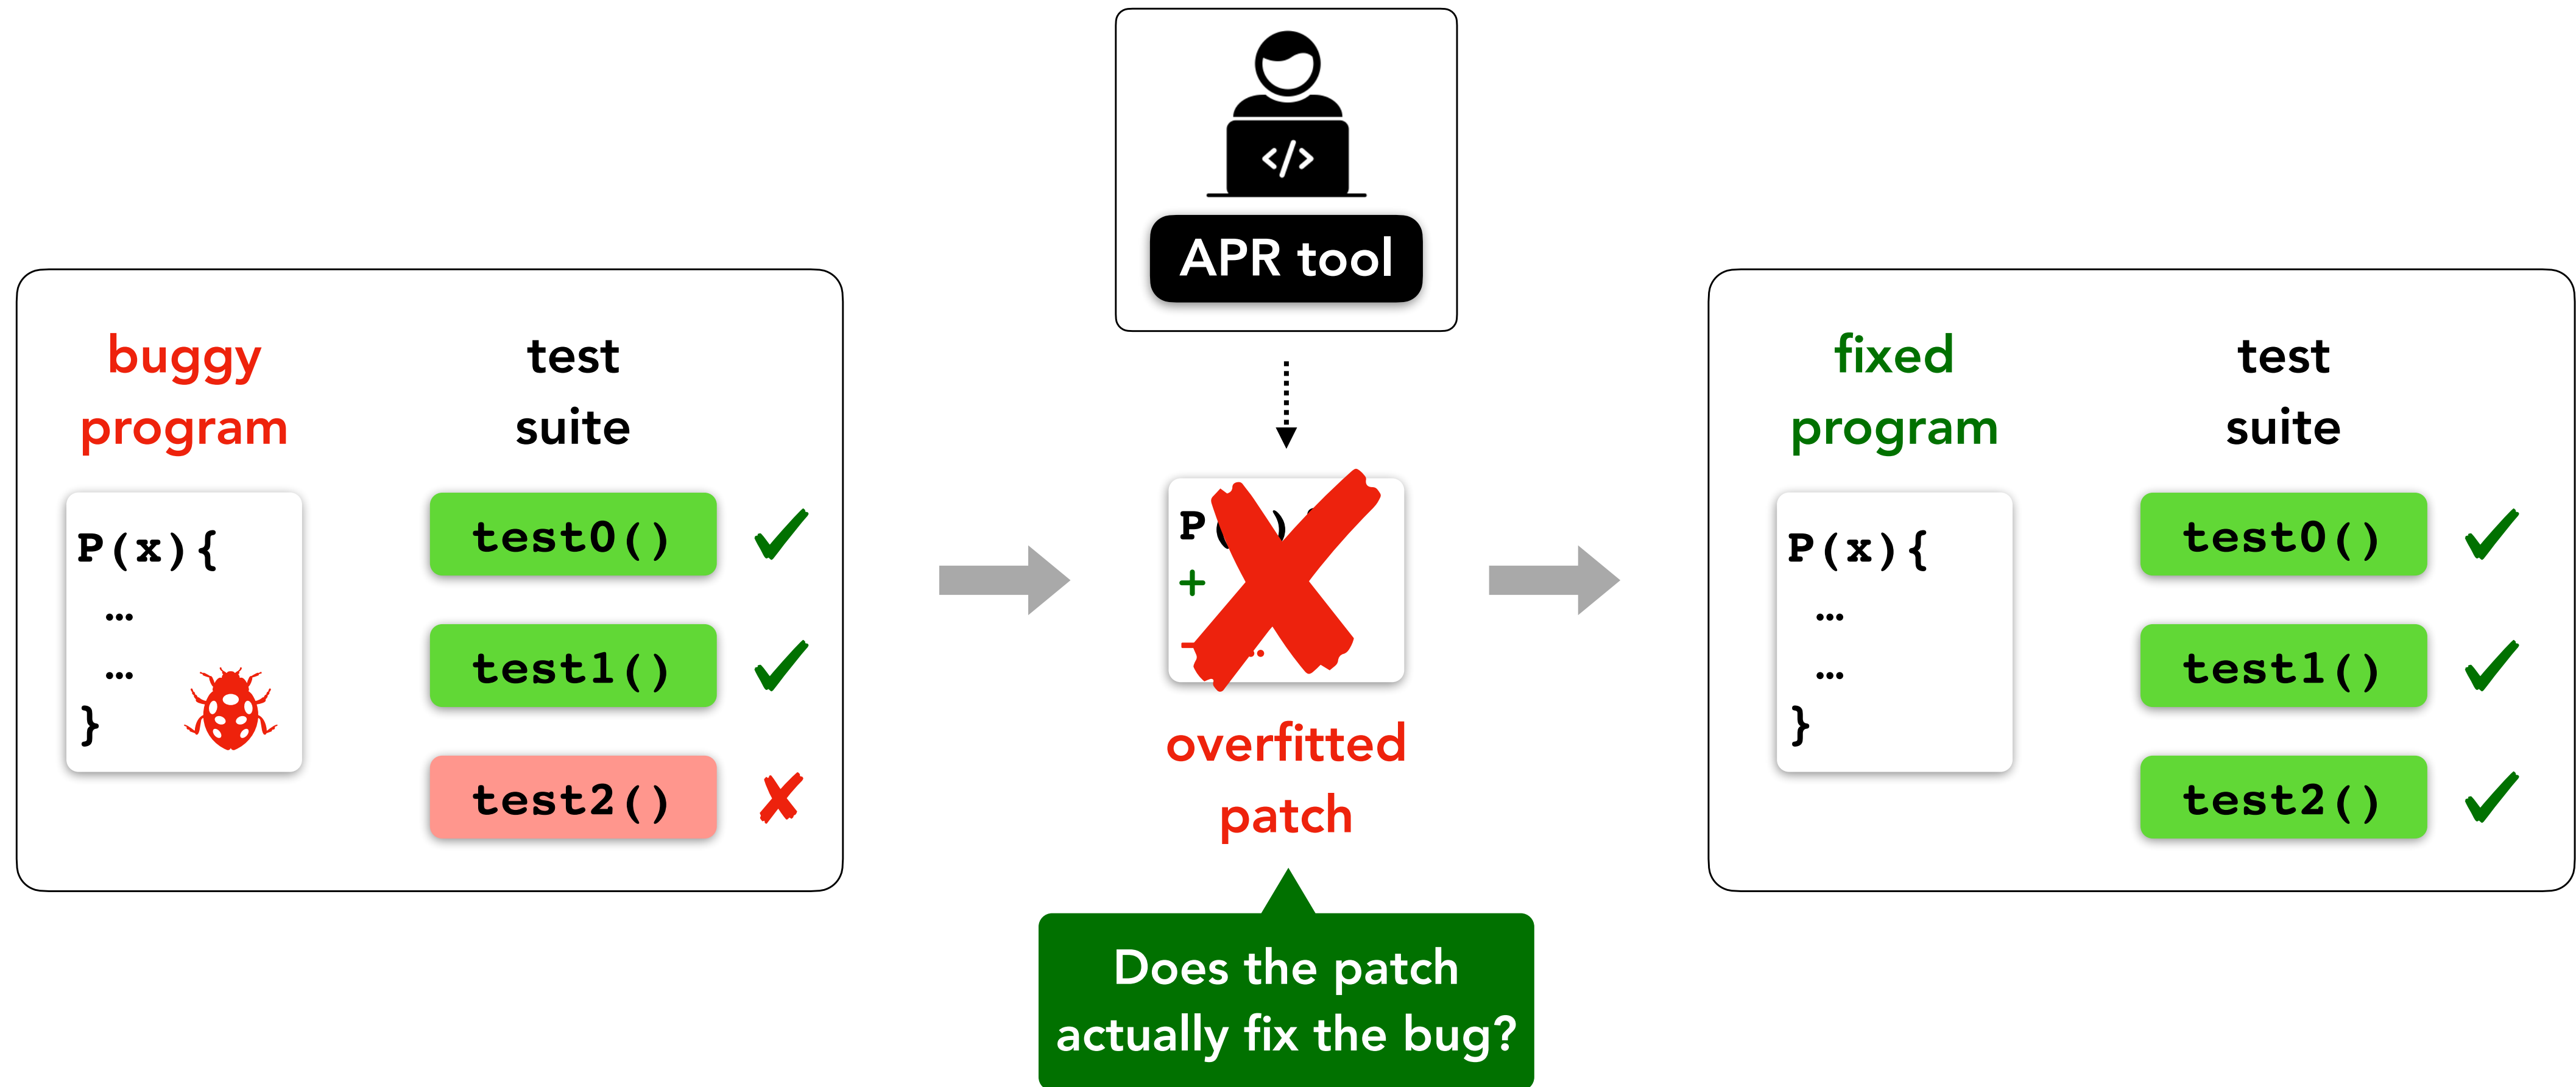 </>
APR tool
buggy
program
test
suite
P(x){
…
…
}
test0()
test1()
test2()
P( )
+
- ..
overfitted
patch
Does the patch
actually fix the bug?
fixed
program
test
suite
P(x){
…
…
}
test0()
test1()
test2()